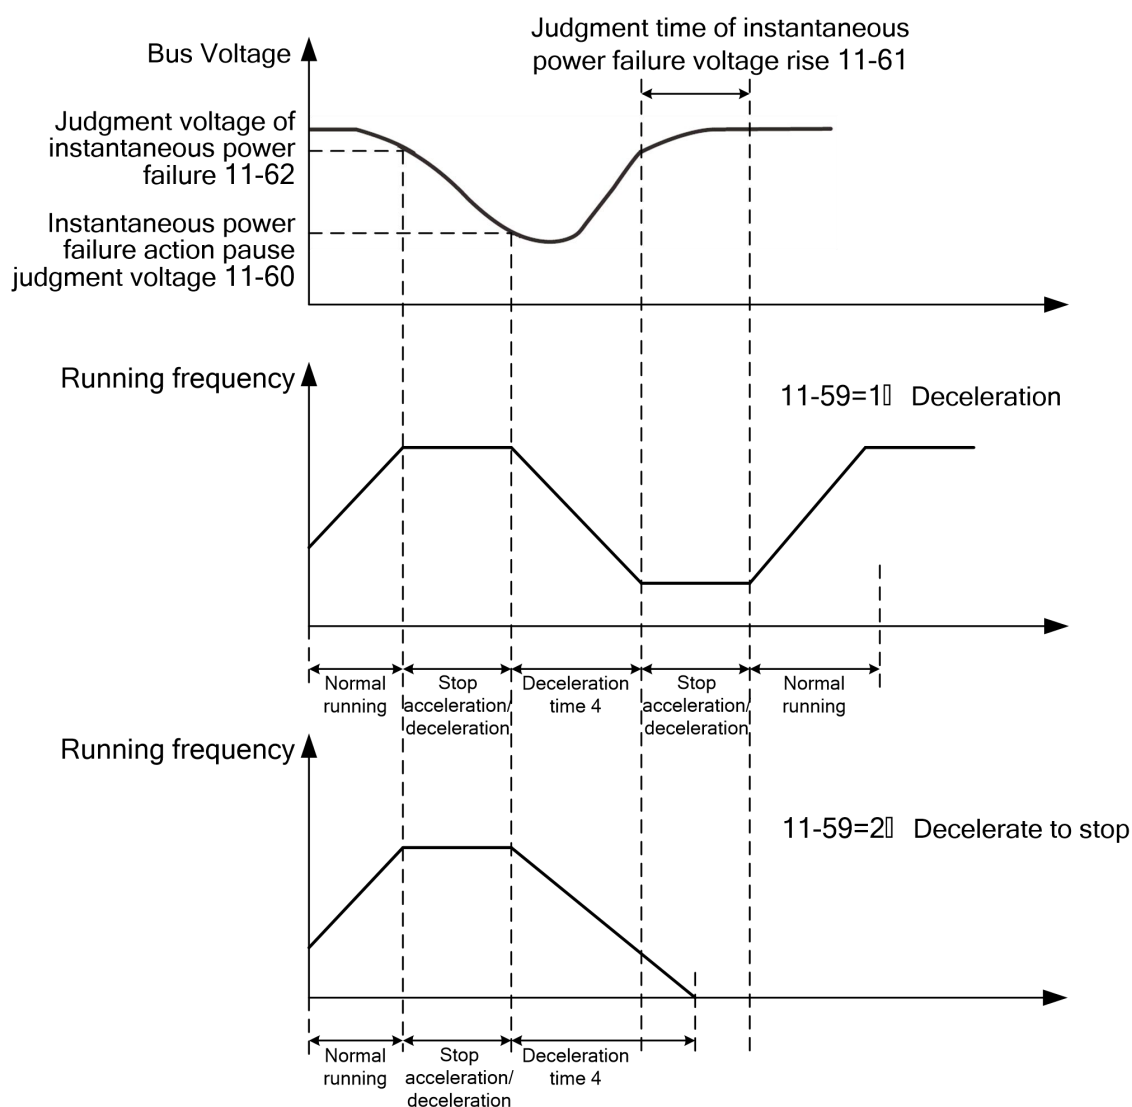 Judgment time of instantaneous
power failure voltage rise 11-61
Bus Voltage
Judgment voltage of
instantaneous power
failure 11-62
Instantaneous power
failure action pause
judgment voltage 11-60
Running frequency
11-59=1▯ Deceleration
Normal
running
Stop
acceleration/
deceleration
Deceleration
time 4
Stop
acceleration/
deceleration
Normal
running
Running frequency
11-59=2▯ Decelerate to stop
Normal
running
Stop
acceleration/
deceleration
Deceleration
time 4